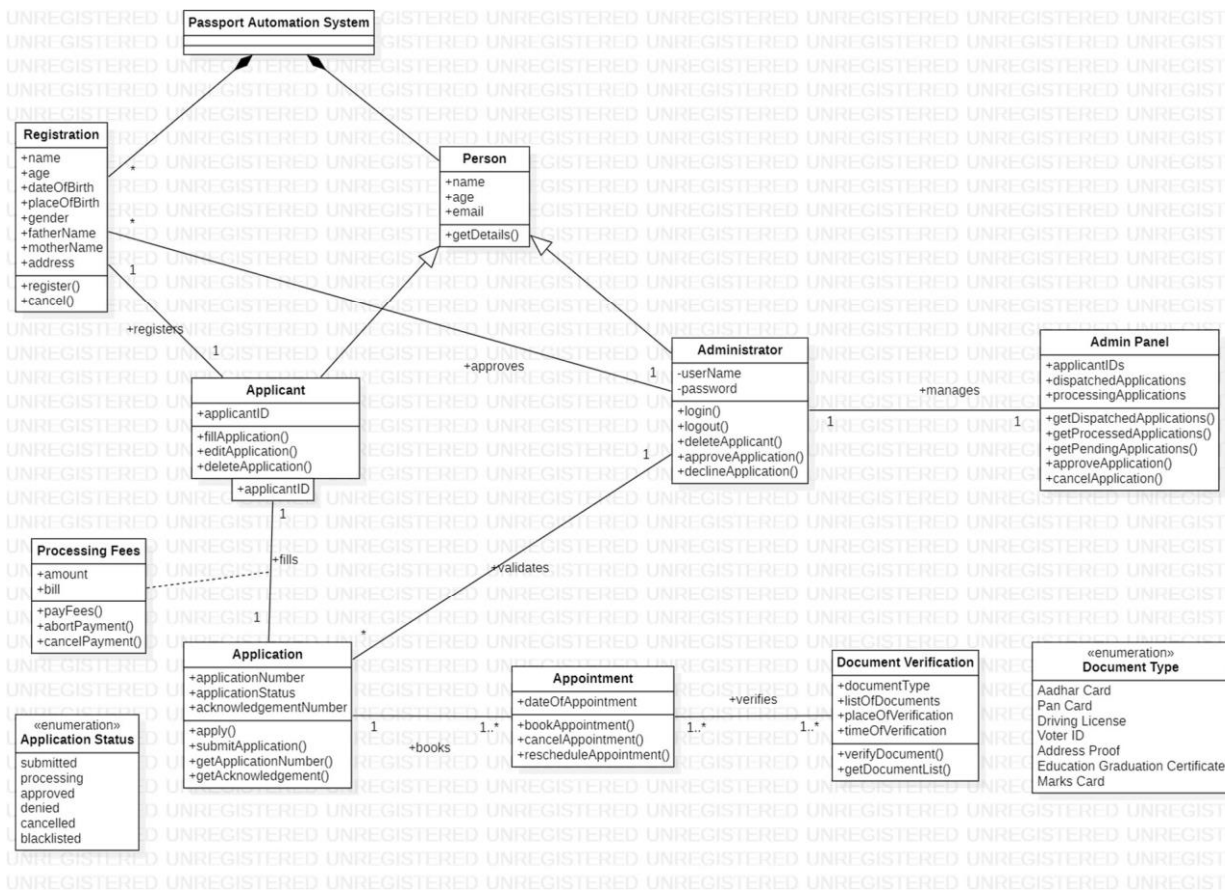 Passport Automation System
Registration
+name
+age
+dateOfBirth
+placeOfBirth
+gender
+fatherName
+motherName
+address
+register()
+cancel()
*
*
1
Person
+name
+age
+email
+getDetails()
+registers
1
+approves
1
Applicant
+applicantID
+fillApplication()
+editApplication()
+deleteApplication()
+applicantID
Administrator
-userName
-password
+login()
+logout()
+deleteApplicant()
+approveApplication()
+declineApplication()
1
+manages
1
1
Admin Panel
+applicantIDs
+dispatchedApplications
+processingApplications
+getDispatchedApplications()
+getProcessedApplications()
+getPendingApplications()
+approveApplication()
+cancelApplication()
1
+fills
1
Processing Fees
+amount
+bill
+payFees()
+abortPayment()
+cancelPayment()
+validates
*
Application
+applicationNumber
+applicationStatus
+acknowledgementNumber
+apply()
+submitApplication()
+getApplicationNumber()
+getAcknowledgement()
1
+books
1..*
Appointment
+dateOfAppointment
+bookAppointment()
+cancelAppointment()
+rescheduleAppointment()
+verifies
1..*
1..*
Document Verification
+documentType
+listOfDocuments
+placeOfVerification
+timeOfVerification
+verifyDocument()
+getDocumentList()
«enumeration»
Document Type
Aadhar Card
Pan Card
Driving License
Voter ID
Address Proof
Education Graduation Certificate
Marks Card
«enumeration»
Application Status
submitted
processing
approved
denied
cancelled
blacklisted
UNREGISTERED